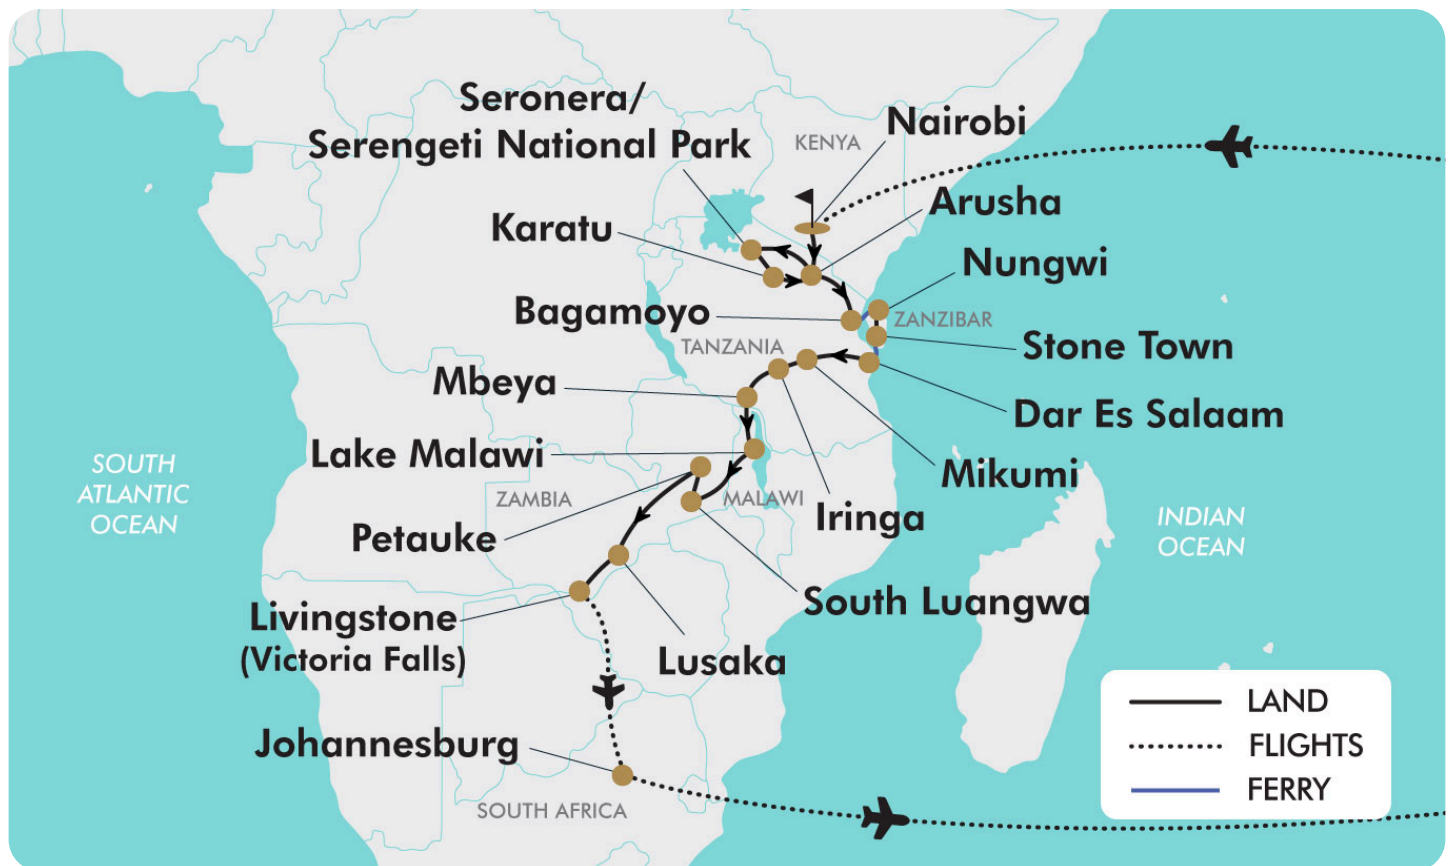 Seronera/
Serengeti National Park
KENYA
Nairobi
Karatu
Arusha
Nungwi
Bagamoyo
ZANZIBAR
TANZANIA
Stone Town
Mbeya
Dar Es Salaam
Lake Malawi
Mikumi
SOUTH
ATLANTIC
OCEAN
ZAMBIA
MALAWI
Iringa
INDIAN
OCEAN
Petauke
South Luangwa
Livingstone
(Victoria Falls)
Lusaka
Johannesburg
SOUTH AFRICA
LAND
FLIGHTS
FERRY